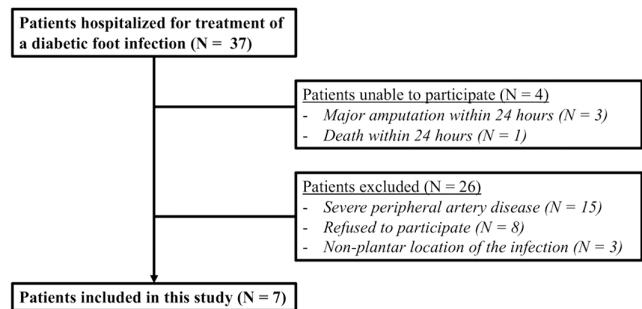 Patients hospitalized for treatment of
a diabetic foot infection (N = 37)
Patients unable to participate (N = 4)
- Major amputation within 24 hours (N = 3)
- Death within 24 hours (N = 1)
Patients excluded (N = 26)
- Severe peripheral artery disease (N = 15)
- Refused to participate (N = 8)
- Non-plantar location of the infection (N = 3)
Patients included in this study (N = 7)